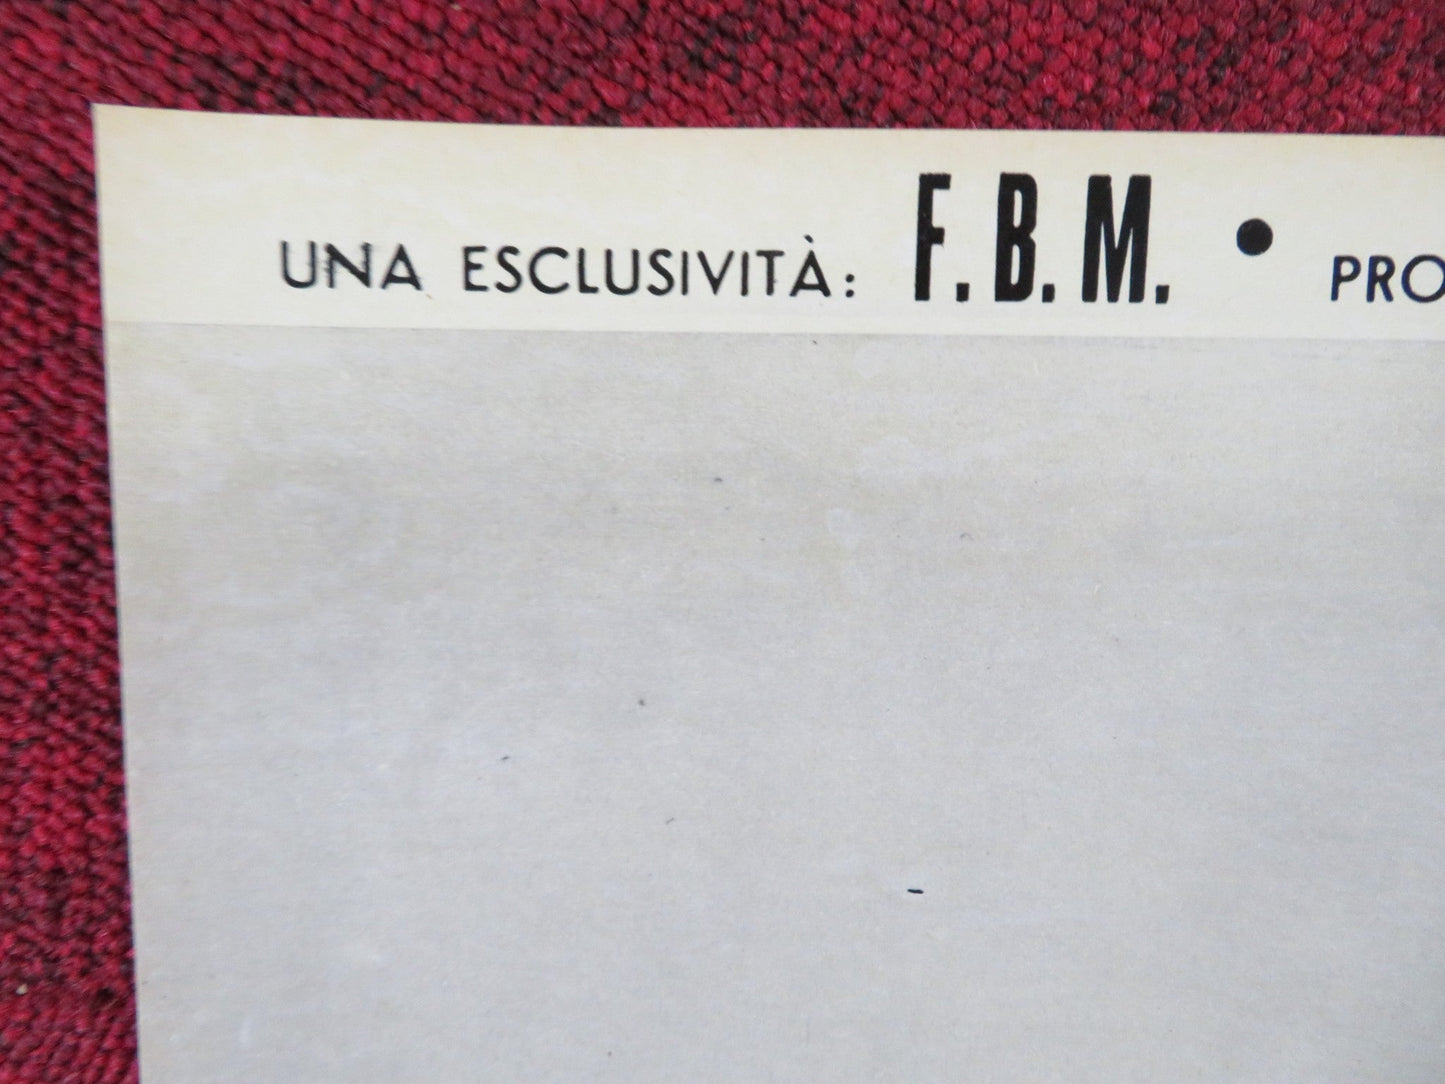 UNA ESCLUSIVITÀ: F.B.M. • PRO